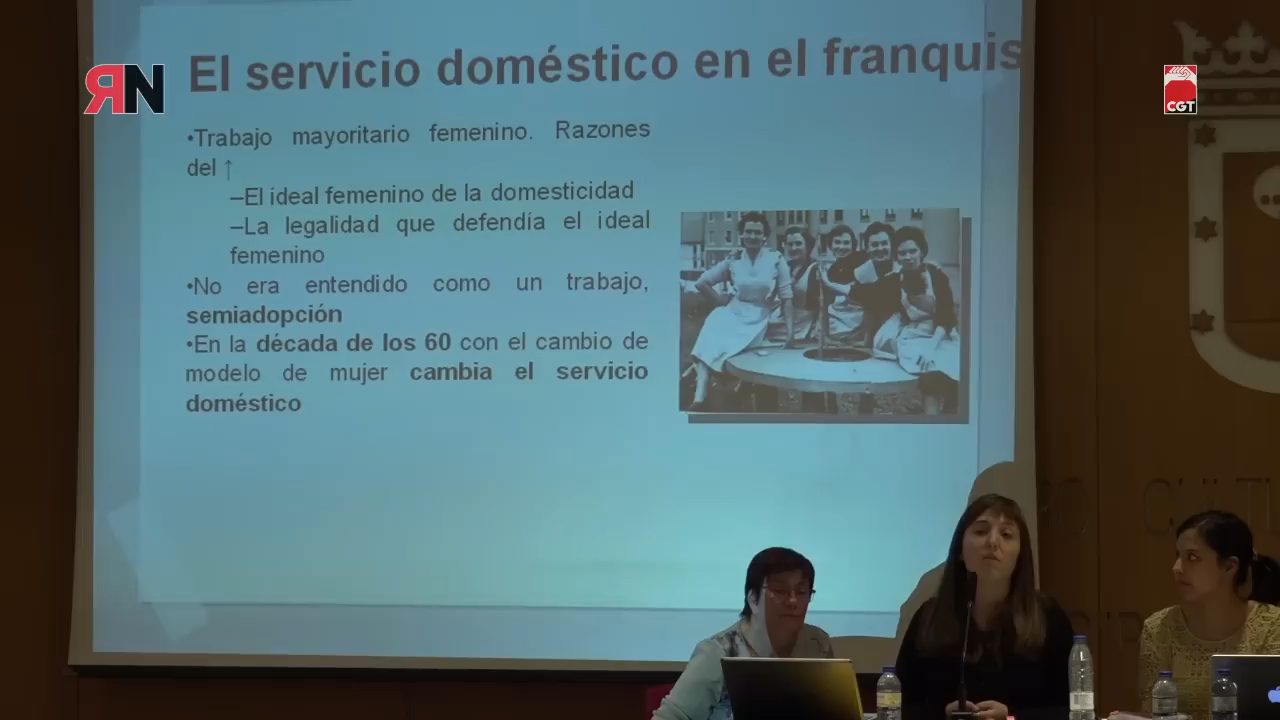 El servicio doméstico en el franquis
ЯN
CGT
•Trabajo mayoritario femenino. Razones
del ↑
–El ideal femenino de la domesticidad
–La legalidad que defendía el ideal
femenino
•No era entendido como un trabajo,
semiadopción
•En la década de los 60 con el cambio de
modelo de mujer cambia el servicio
doméstico